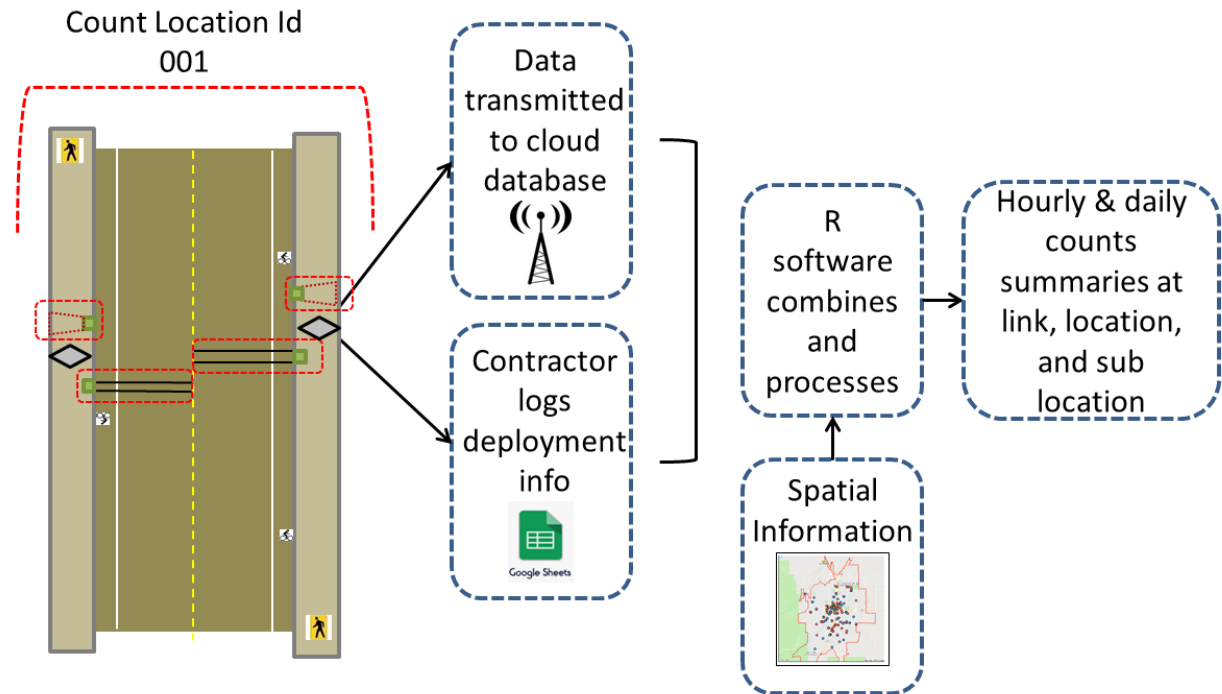 Count Location Id
001
Data
transmitted
to cloud
database
Contractor
logs
deployment
info
Google Sheets
R
software
combines
and
processes
Spatial
Information
Hourly & daily
counts
summaries at
link, location,
and sub
location